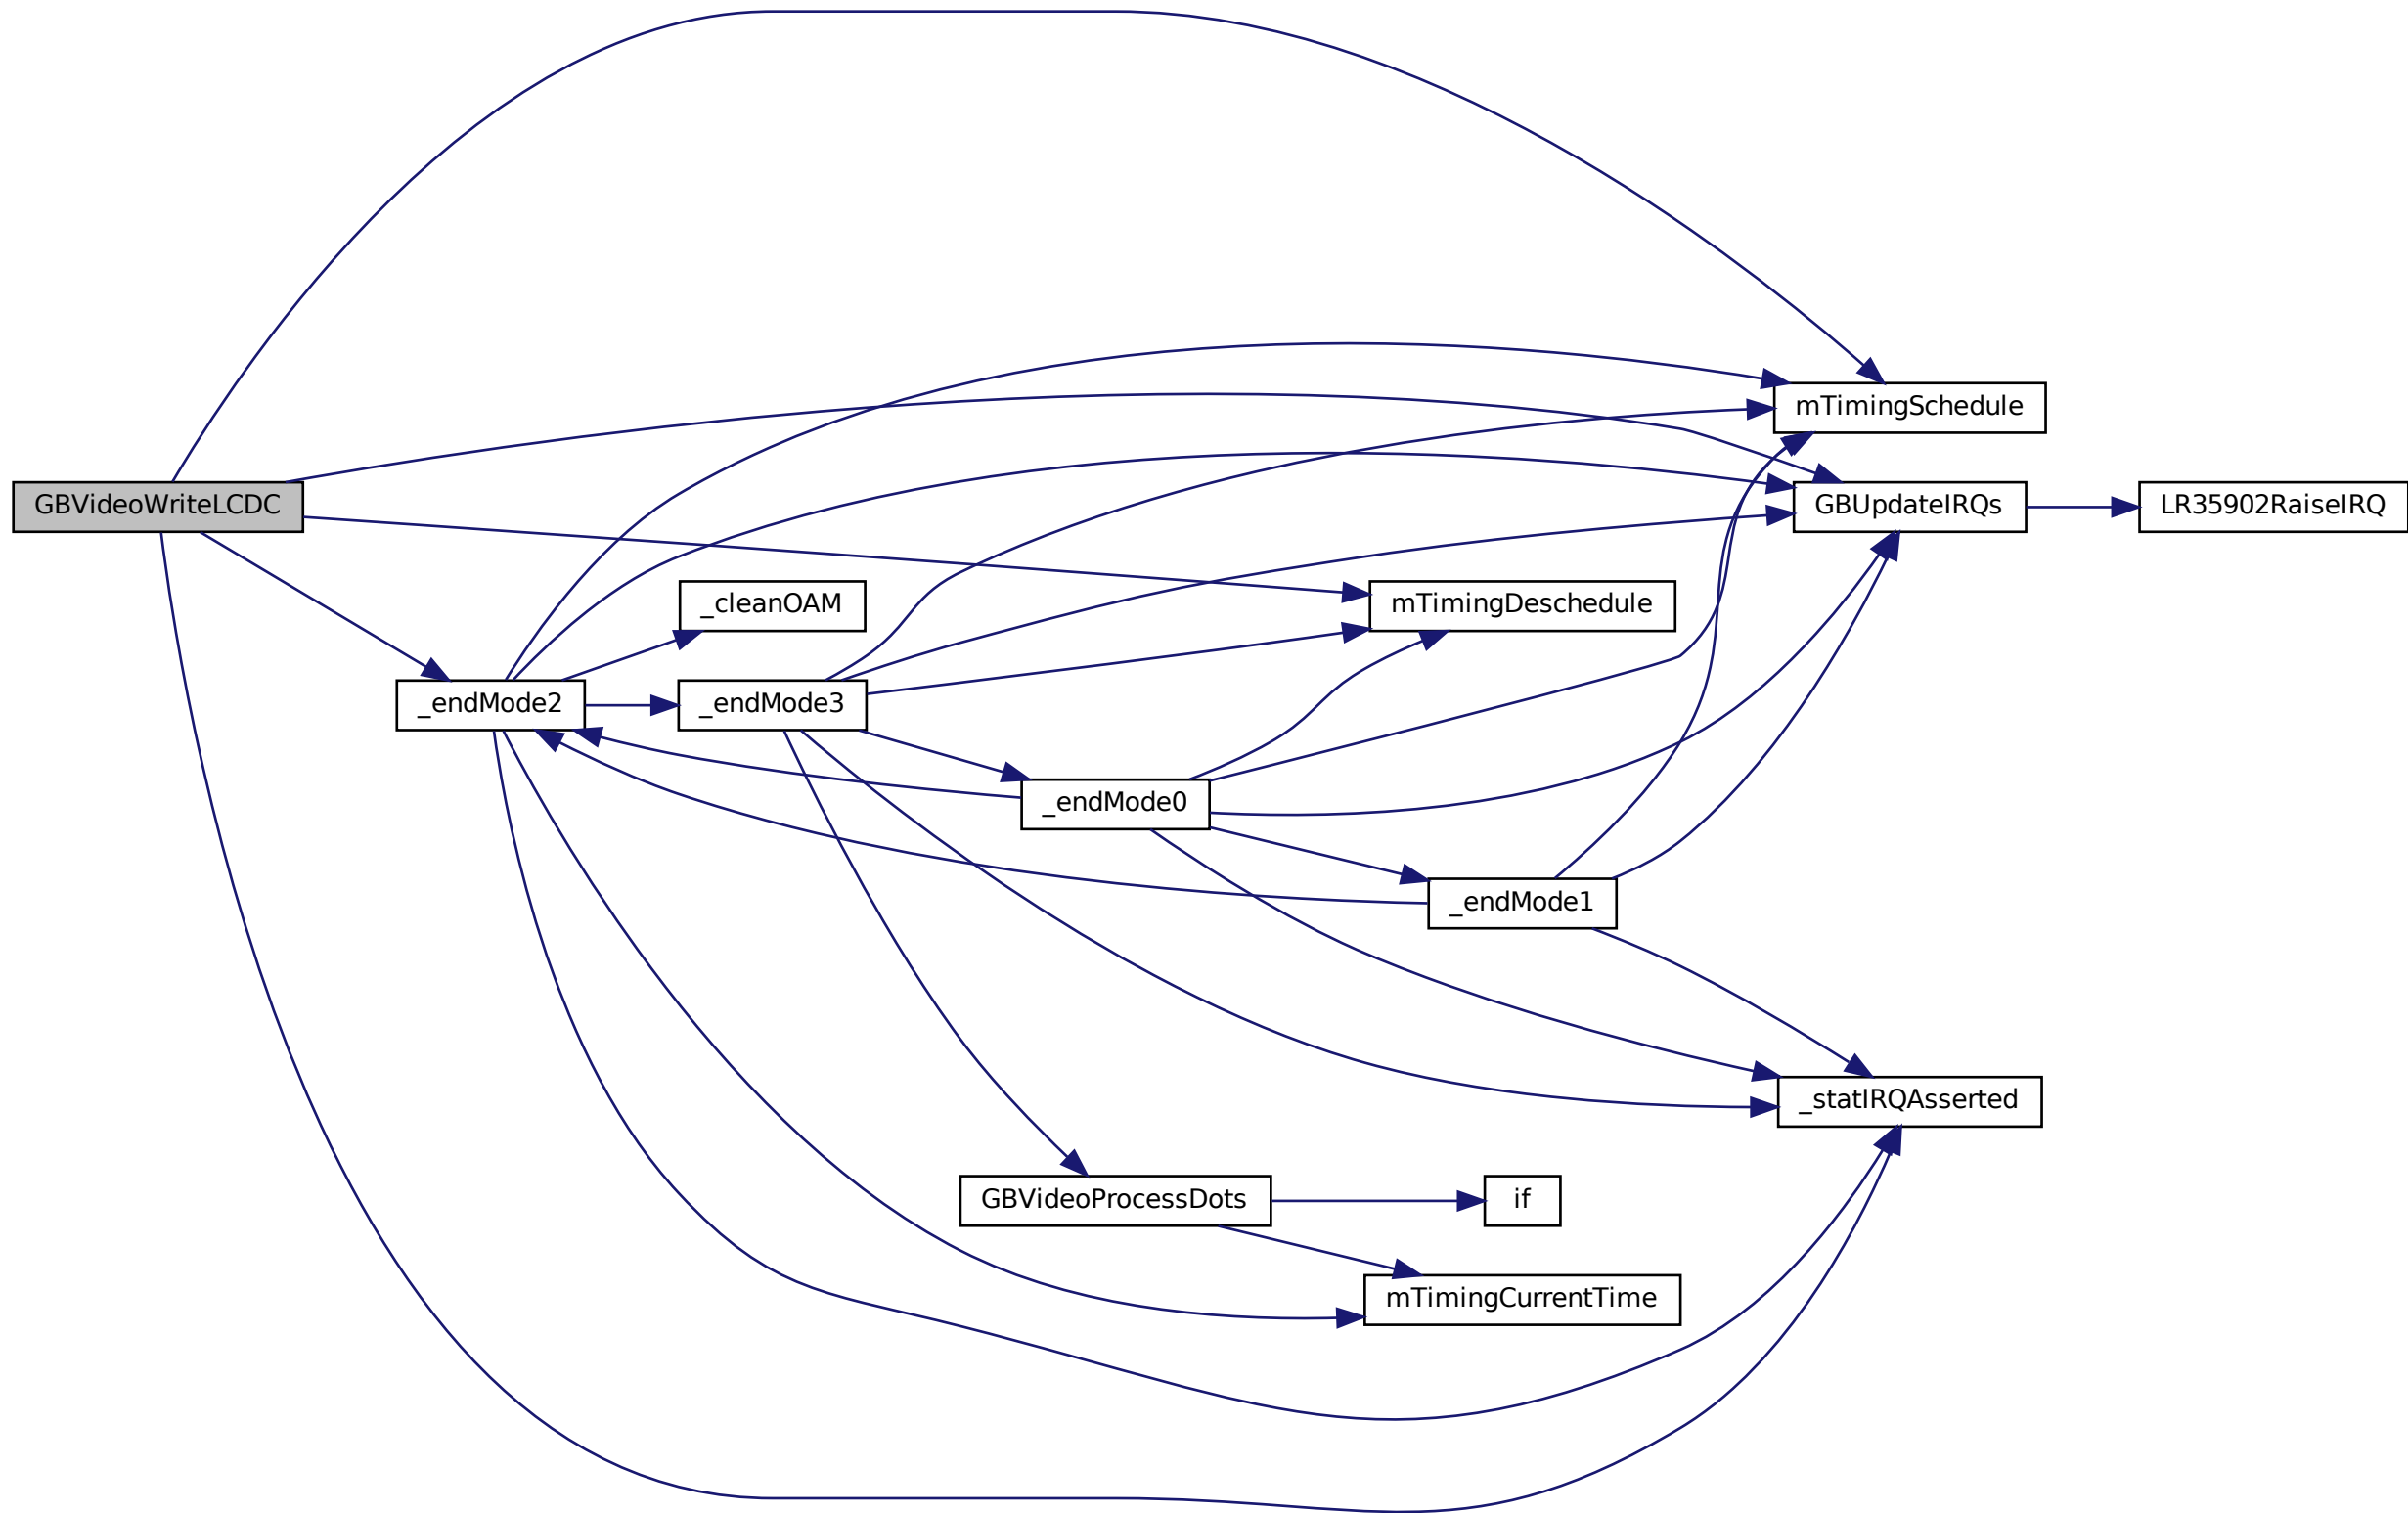 mTimingSchedule
GBVideoWriteLCDC
GBUpdateIRQs
LR35902RaiseIRQ
_cleanOAM
mTimingDeschedule
_endMode2
_endMode3
_endMode0
_endMode1
_statIRQAsserted
GBVideoProcessDots
if
mTimingCurrentTime